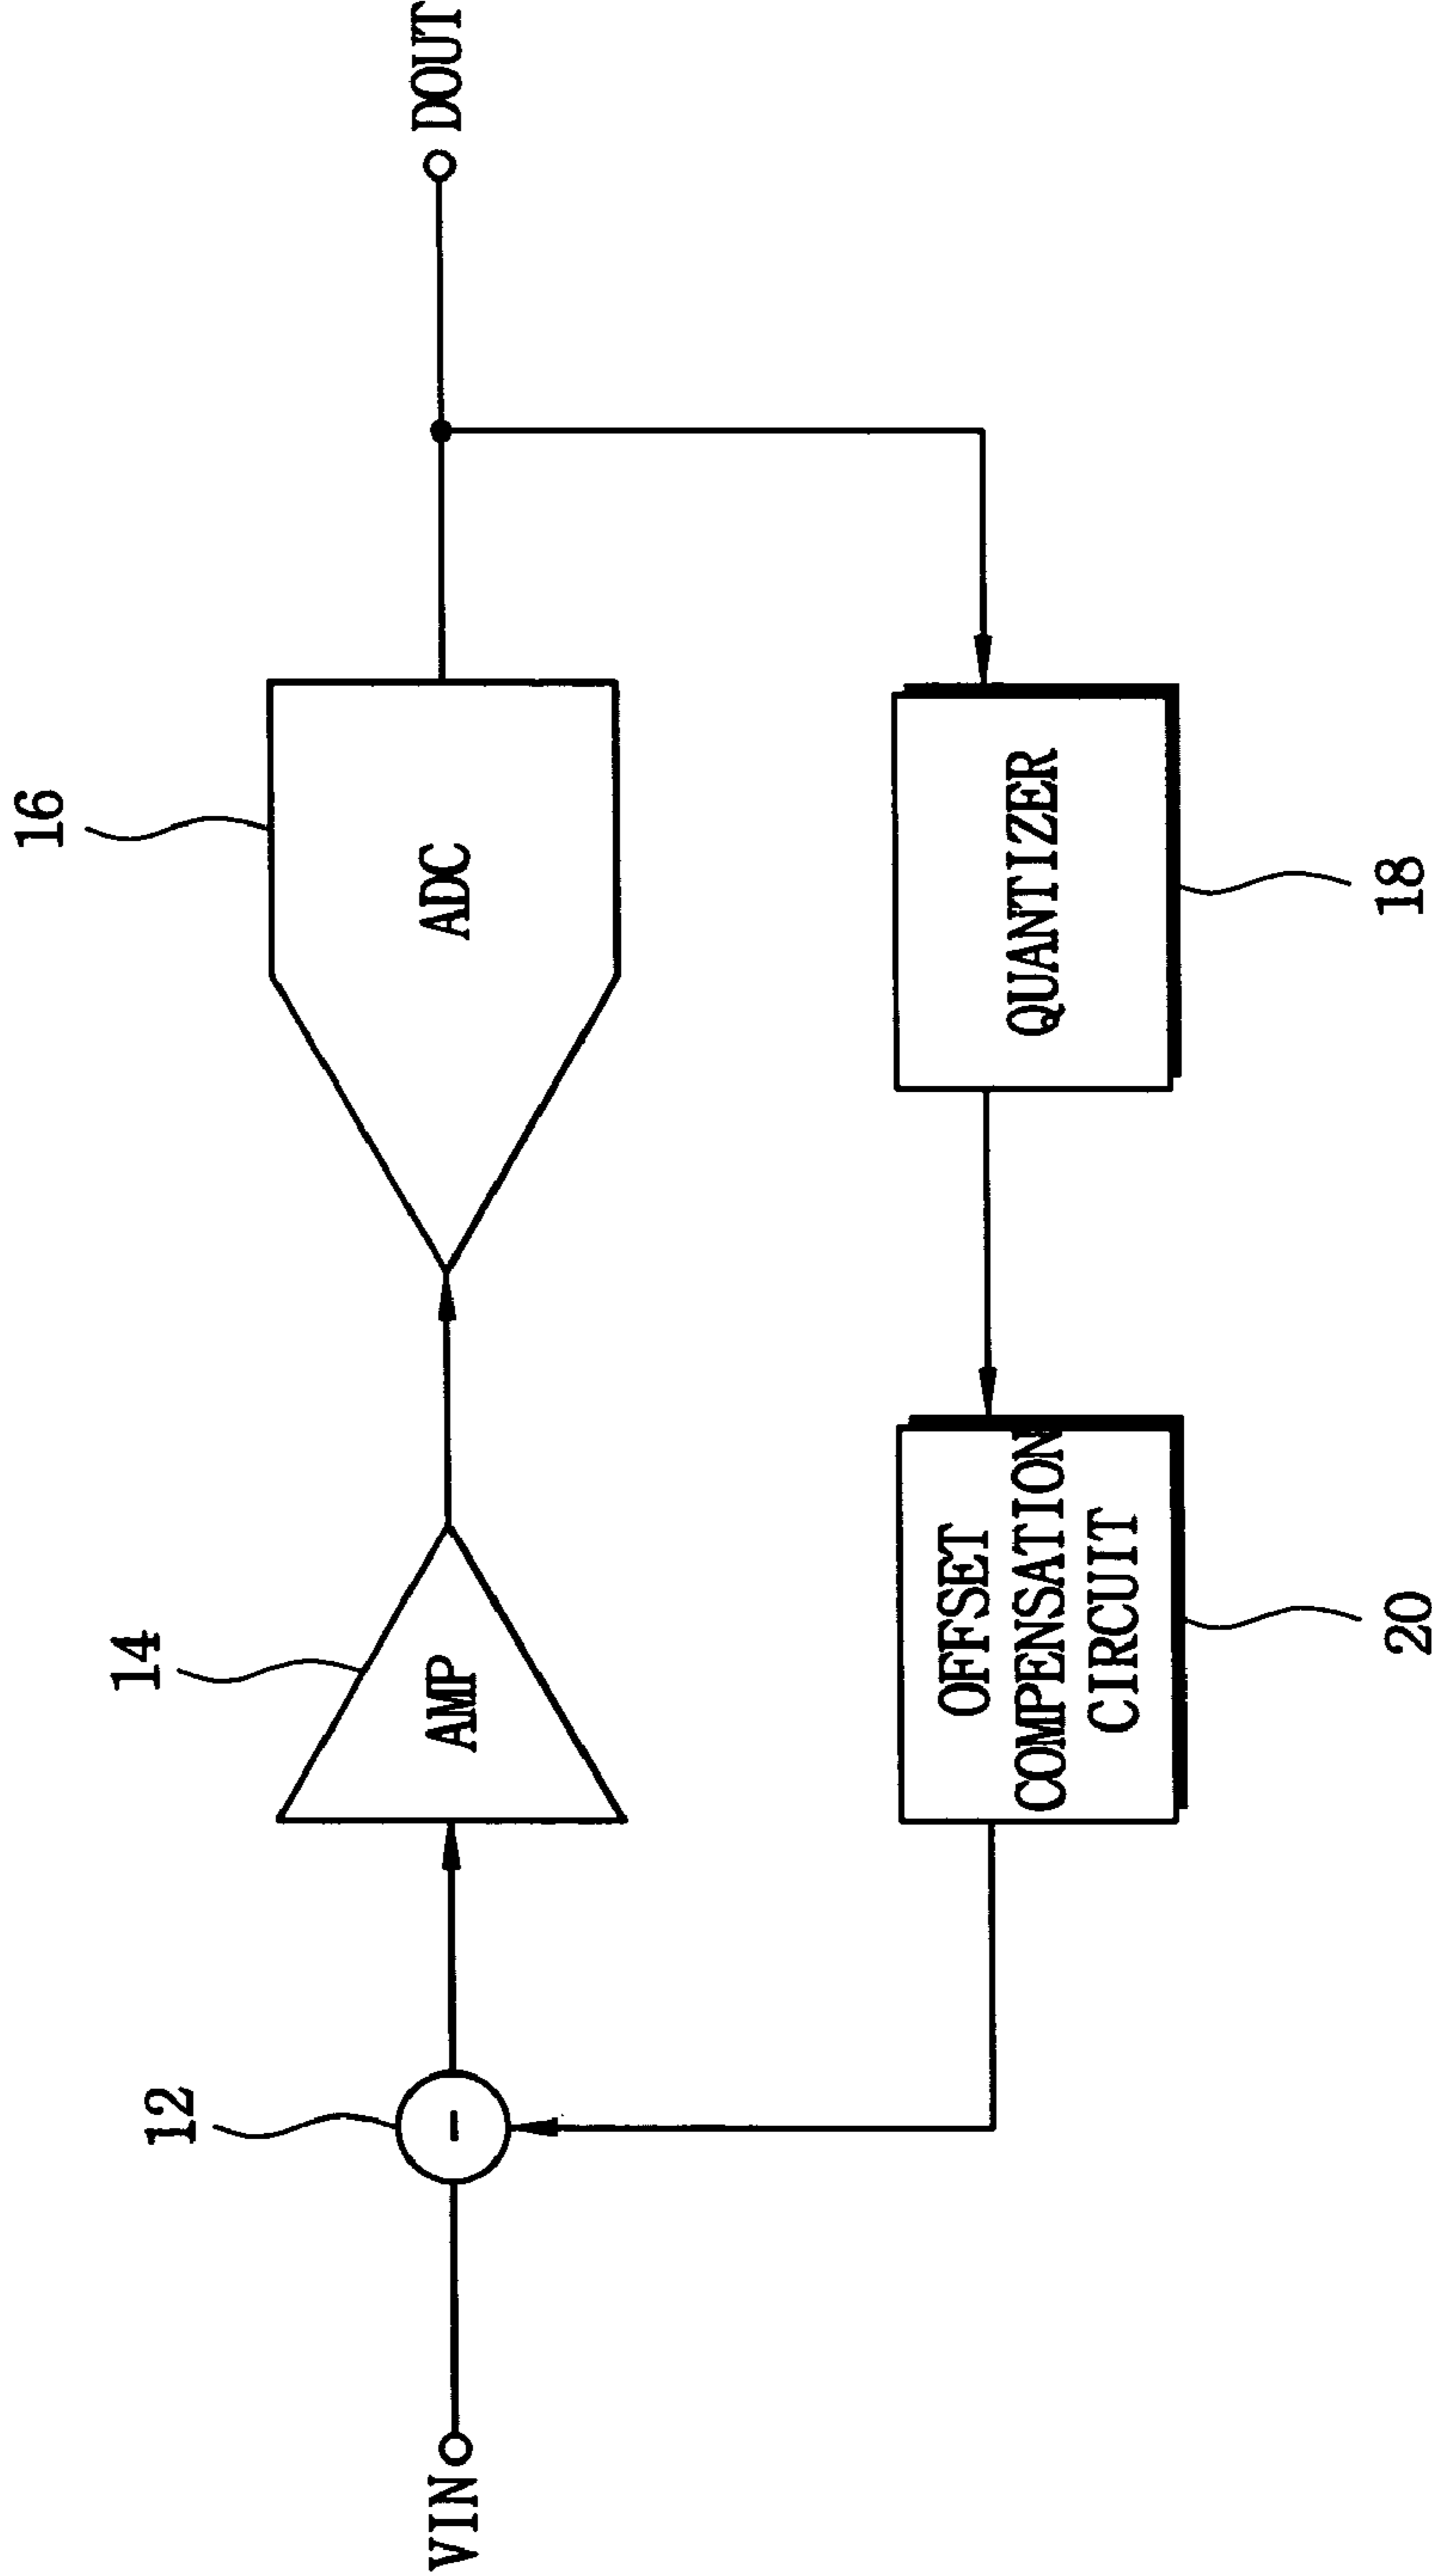 12
14
16
VIN
AMP
ADC
DOUT
OFFSET
COMPENSATION
CIRCUIT
QUANTIZER
20
18